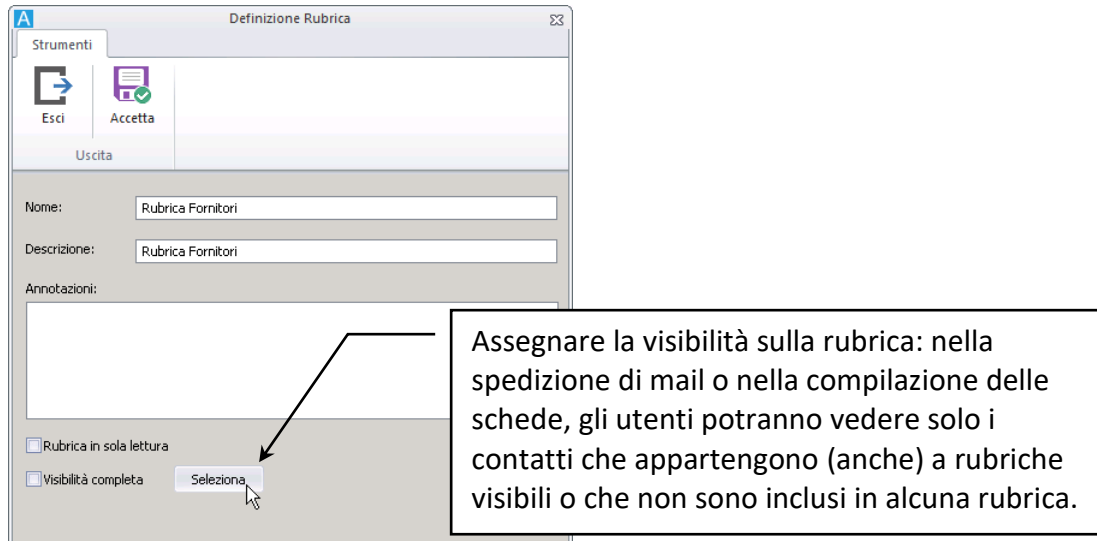 A
Definizione Rubrica
Strumenti
Esci
Accetta
Uscita
Nome:
Rubrica Fornitori
Descrizione:
Rubrica Fornitori
Annotazioni:
Assegnare la visibilità sulla rubrica: nella
spedizione di mail o nella compilazione delle
schede, gli utenti potranno vedere solo i
contatti che appartengono (anche) a rubriche
visibili o che non sono inclusi in alcuna rubrica.
Rubrica in sola lettura
Visibilità completa
Seleziona